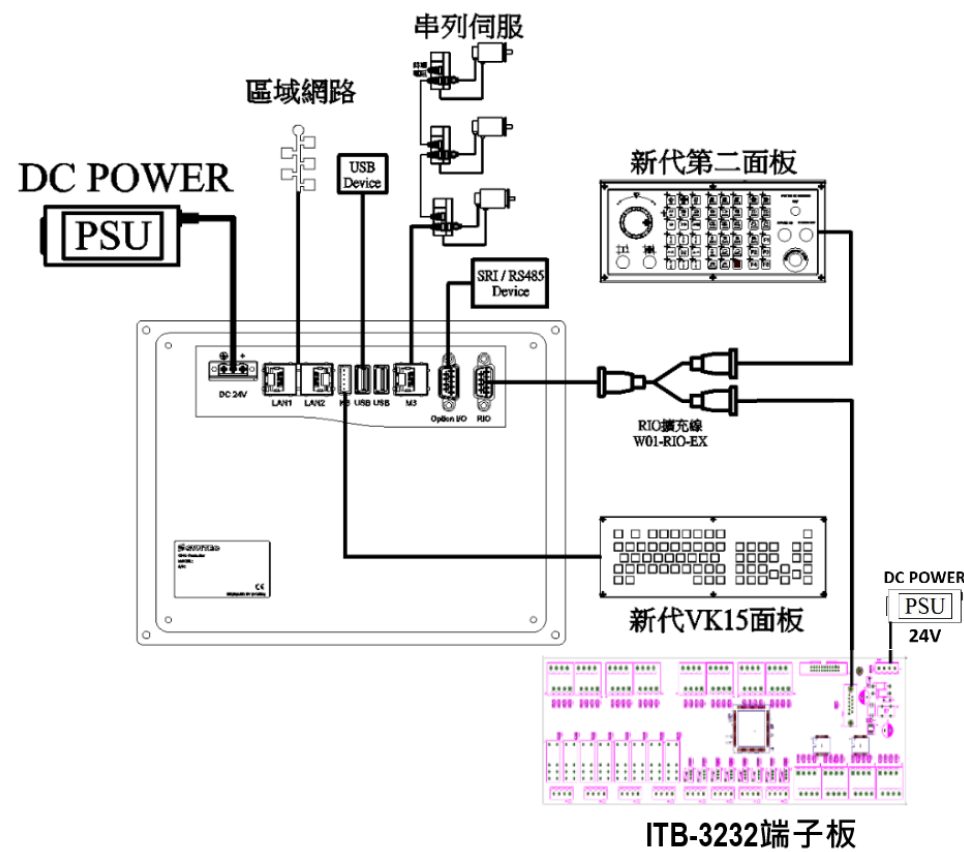 串列伺服
區域網路
DC POWER
PSU
USB
Device
新代第二面板
SRI / RS485
Device
DC 24V
LAN1
LAN2
USB
USB
M3
Option I/O
RIO
RIO擴充線
W01-RIO-EX
新代VK15面板
DC POWER
PSU
24V
ITB-3232端子板